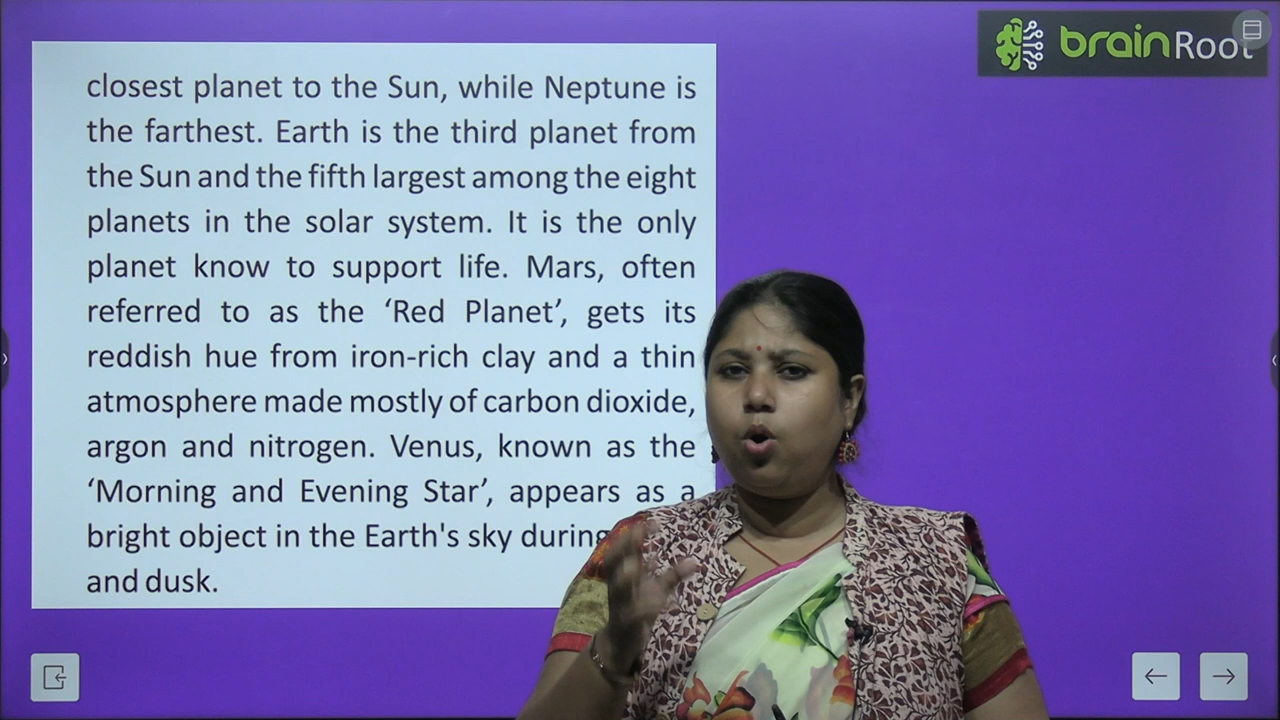 brainRoot
closest planet to the Sun, while Neptune is
the farthest. Earth is the third planet from
the Sun and the fifth largest among the eight
planets in the solar system. It is the only
planet know to support life. Mars, often
referred to as the ‘Red Planet’, gets its
reddish hue from iron-rich clay and a thin
atmosphere made mostly of carbon dioxide,
argon and nitrogen. Venus, known as the
‘Morning and Evening Star’, appears as a
bright object in the Earth's sky during
and dusk.